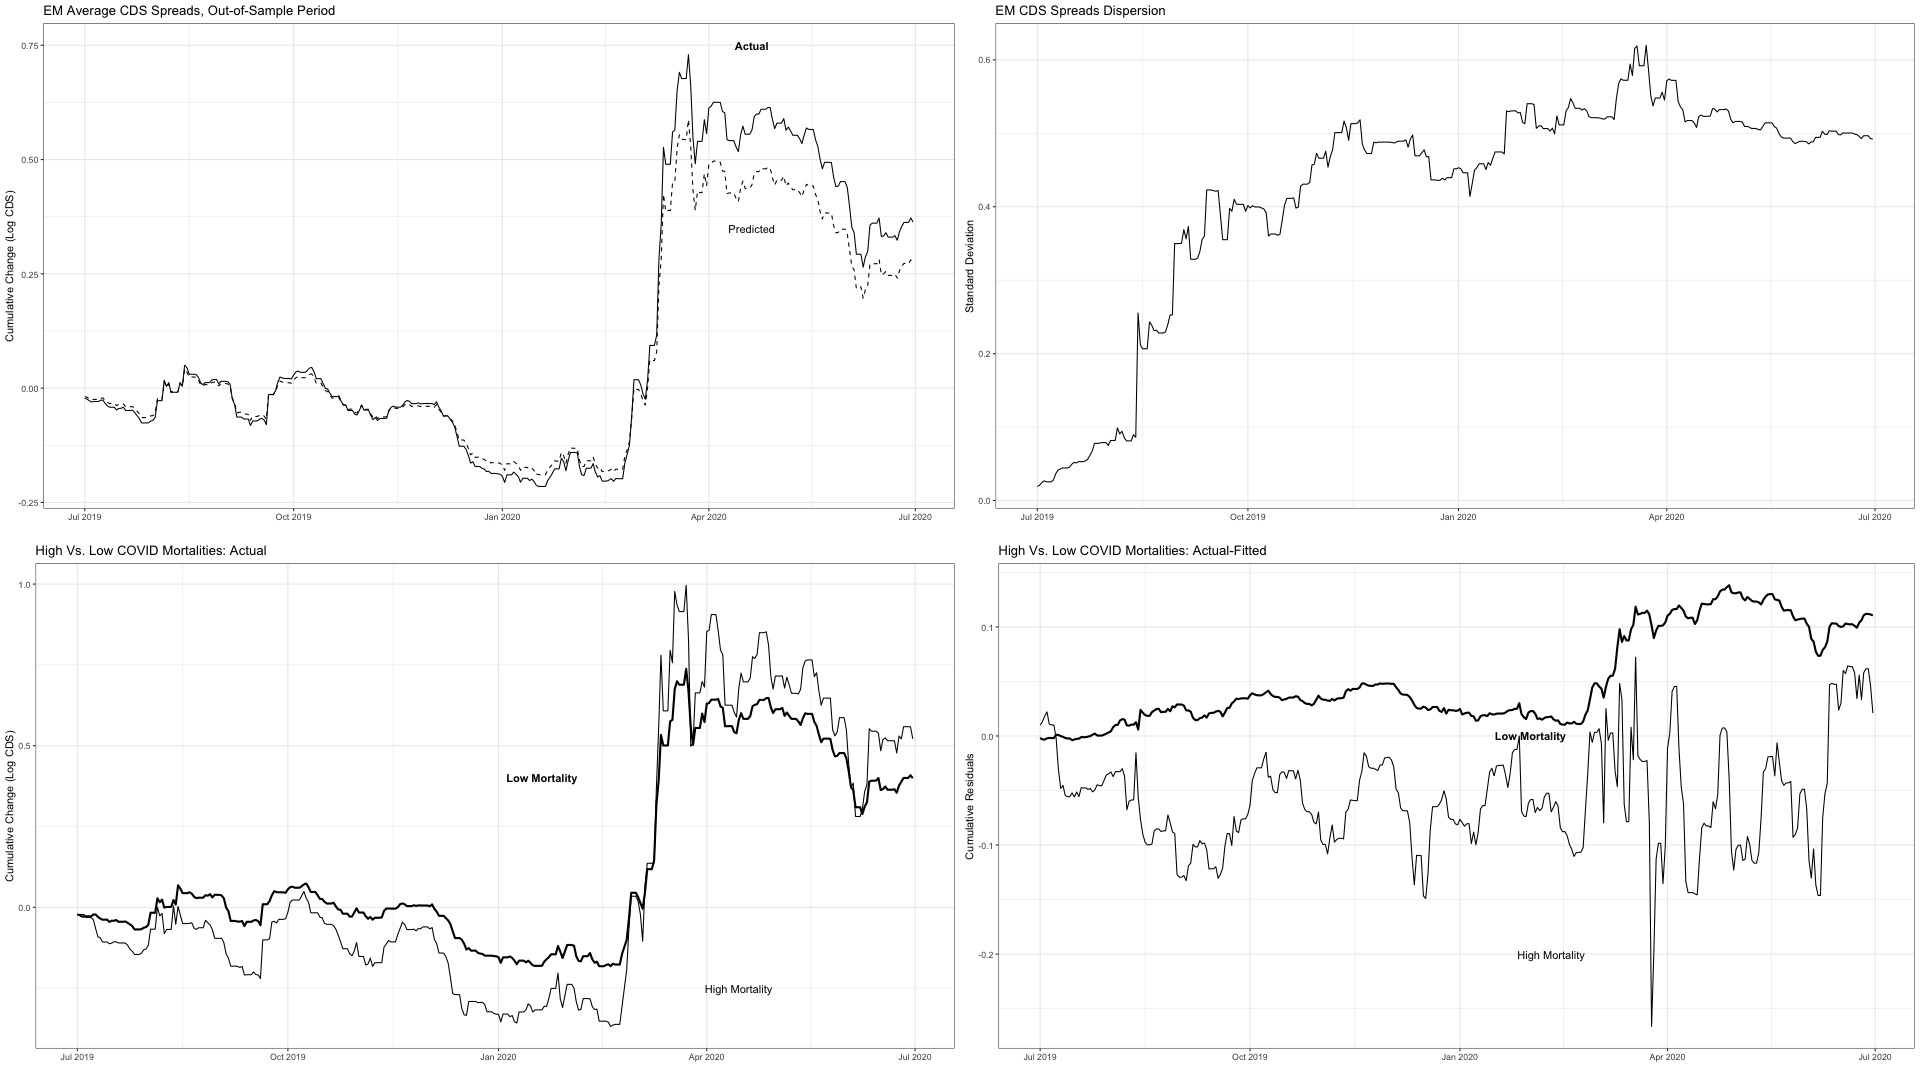 EM Average CDS Spreads, Out-of-Sample Period
Cumulative Change (Log CDS)
0.75
0.50
0.25
0.00
-0.25
Actual
Predicted
Jul 2019
Oct 2019
Jan 2020
Apr 2020
Jul 2020
EM CDS Spreads Dispersion
Standard Deviation
0.6
0.4
0.2
0.0
Jul 2019
Oct 2019
Jan 2020
Apr 2020
Jul 2020
High Vs. Low COVID Mortalities: Actual
Cumulative Change (Log CDS)
1.0
0.5
0.0
Low Mortality
High Mortality
Jul 2019
Oct 2019
Jan 2020
Apr 2020
Jul 2020
High Vs. Low COVID Mortalities: Actual-Fitted
Cumulative Residuals
0.1
0.0
-0.1
-0.2
Low Mortality
High Mortality
Jul 2019
Oct 2019
Jan 2020
Apr 2020
Jul 2020